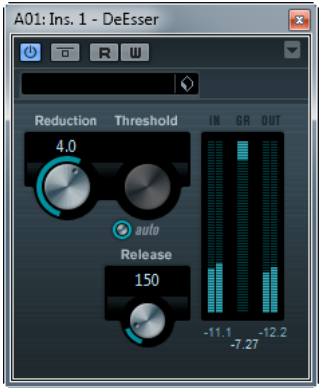 A01: Ins. 1 - DeEsser
R W
Reduction Threshold IN GR OUT
4.0
auto
Release
150
-11.1 -12.2
-7.27